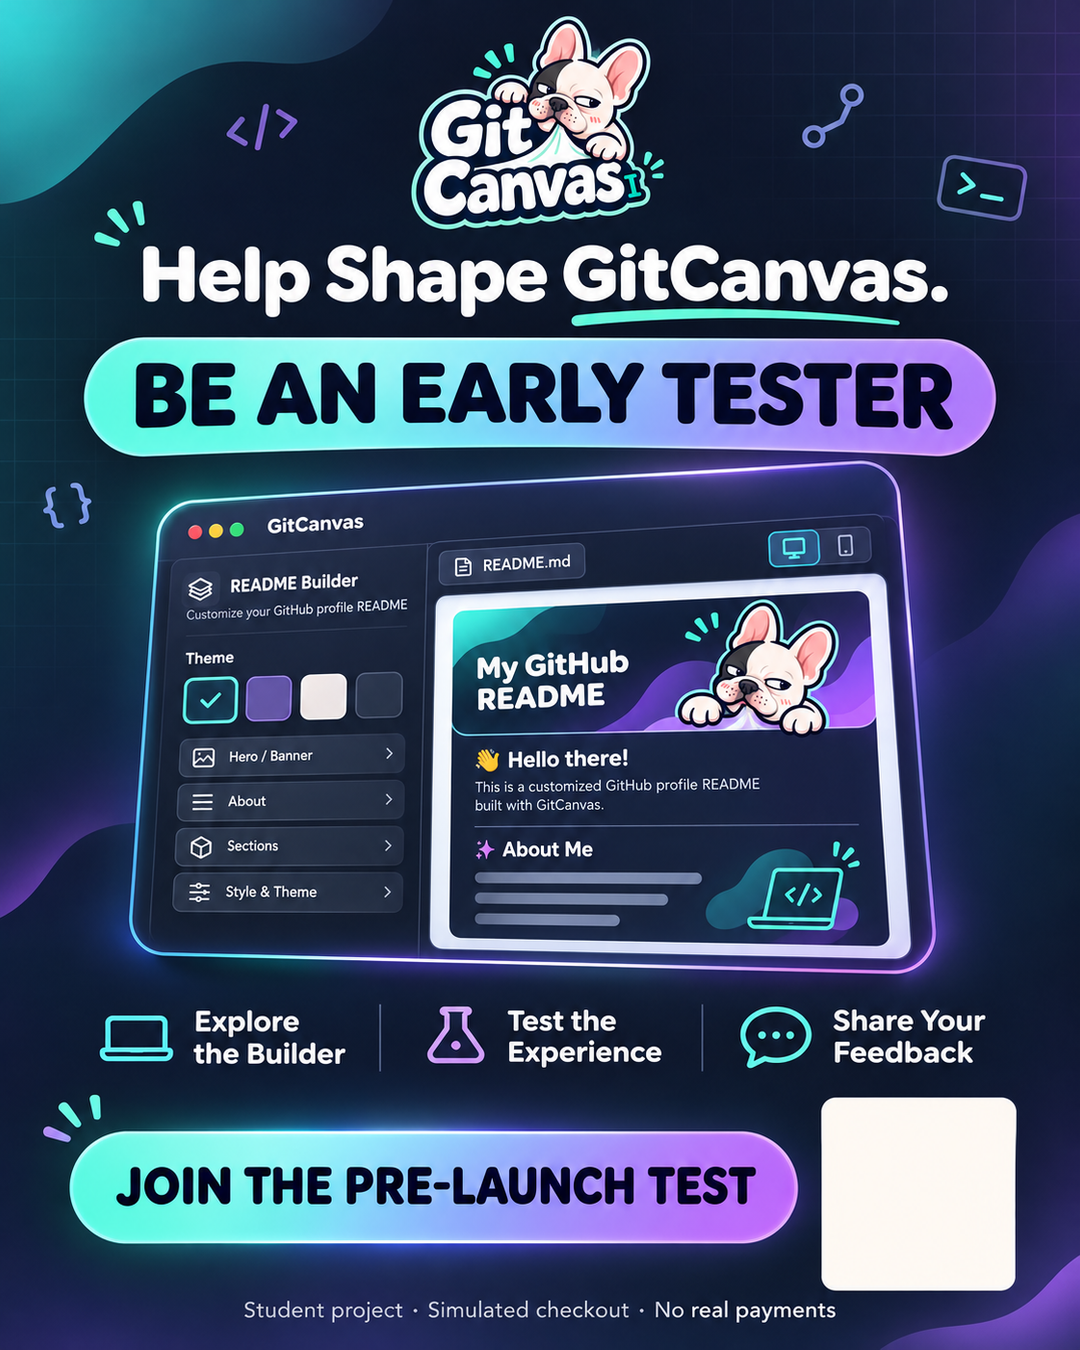 Git
Canvas
Help Shape GitCanvas.
BE AN EARLY TESTER
GitCanvas
README Builder
Customize your GitHub profile README
Theme
Hero / Banner
About
Sections
Style & Theme
README.md
My GitHub
README
👋 Hello there!
This is a customized GitHub profile README
built with GitCanvas.
About Me
</>
Explore
the Builder
Test the
Experience
Share Your
Feedback
JOIN THE PRE-LAUNCH TEST
Student project · Simulated checkout · No real payments